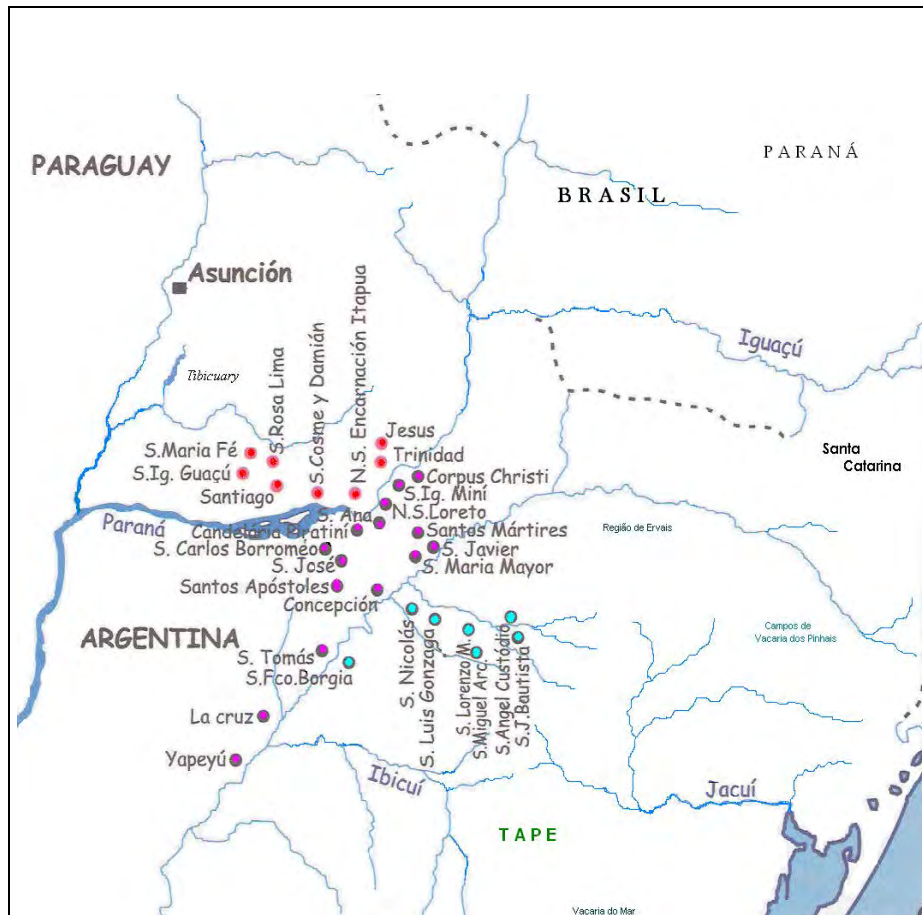 PARANÁ
PARAGUAY
BRASIL
Asunción
Iguaçú
Tibicuary
S.Rosa Lima
S.Cosme y Damián
N.S. Encarnación Itapua
Jesus
S.Maria Fé
Trinidad
Santa
Catarina
S.Ig. Guaçú
Corpus Christi
Santiago
S.Ig. Miní
N.S.Loreto
S. Ana
Paraná
Candelária Piratini
Santos Mártires
Região de Ervais
S. Carlos Borroméo
S. Javier
S. José
S. Maria Mayor
Santos Apóstoles
Concepción
ARGENTINA
Campos de
Vacaria dos Pinhais
S. Nicolás
S. Luis Gonzaga
S.Lorenzo M.
S.Miguel Arc.
S.Angel Custódio
S.J.Bautista
S. Tomás
S.Fco.Borgia
La cruz
Yapeyú
Ibicuí
Jacuí
TAPE
Vacaria do Mar